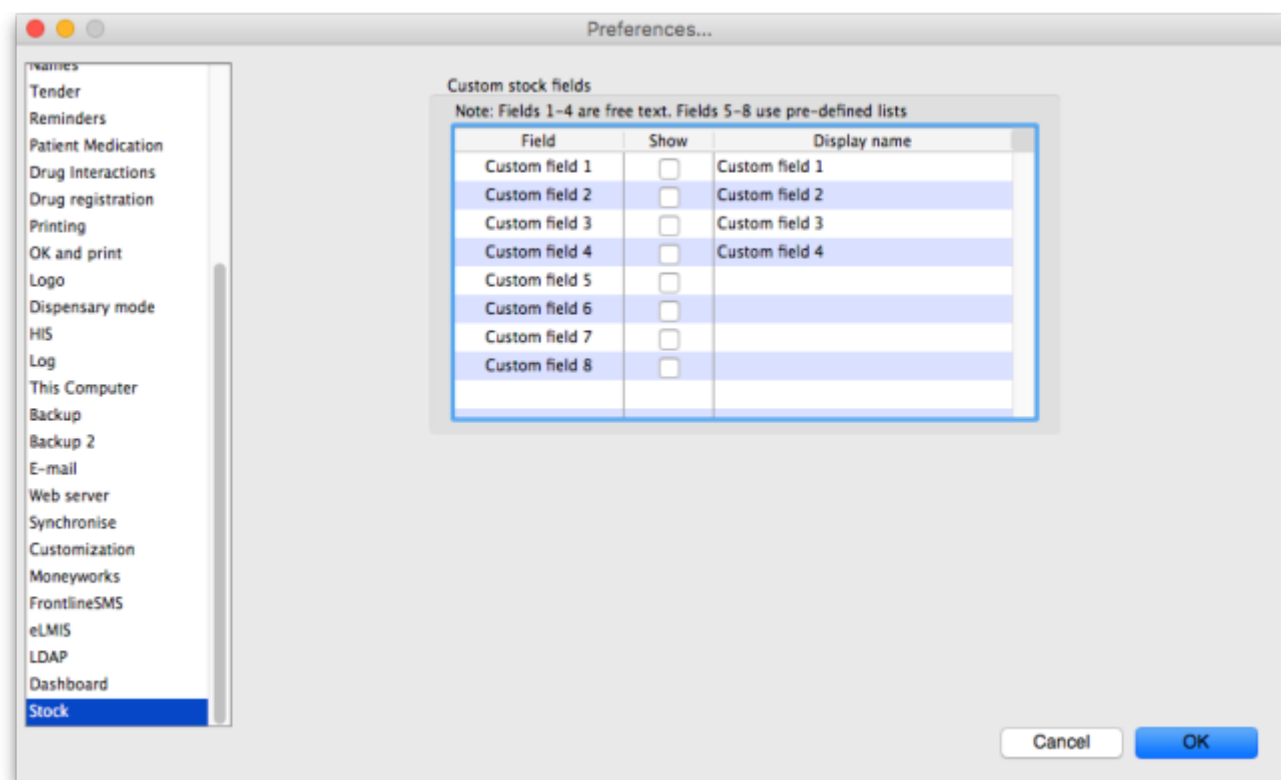 Preferences...
Names
Tender
Reminders
Patient Medication
Drug Interactions
Drug registration
Printing
OK and print
Logo
Dispensary mode
HIS
Log
This Computer
Backup
Backup 2
E-mail
Web server
Synchronise
Customization
Moneyworks
FrontlineSMS
eLMIS
LDAP
Dashboard
Stock
Custom stock fields
Note: Fields 1-4 are free text. Fields 5-8 use pre-defined lists
Field Show Display name
Custom field 1 Custom field 1
Custom field 2 Custom field 2
Custom field 3 Custom field 3
Custom field 4 Custom field 4
Custom field 5
Custom field 6
Custom field 7
Custom field 8
Cancel OK